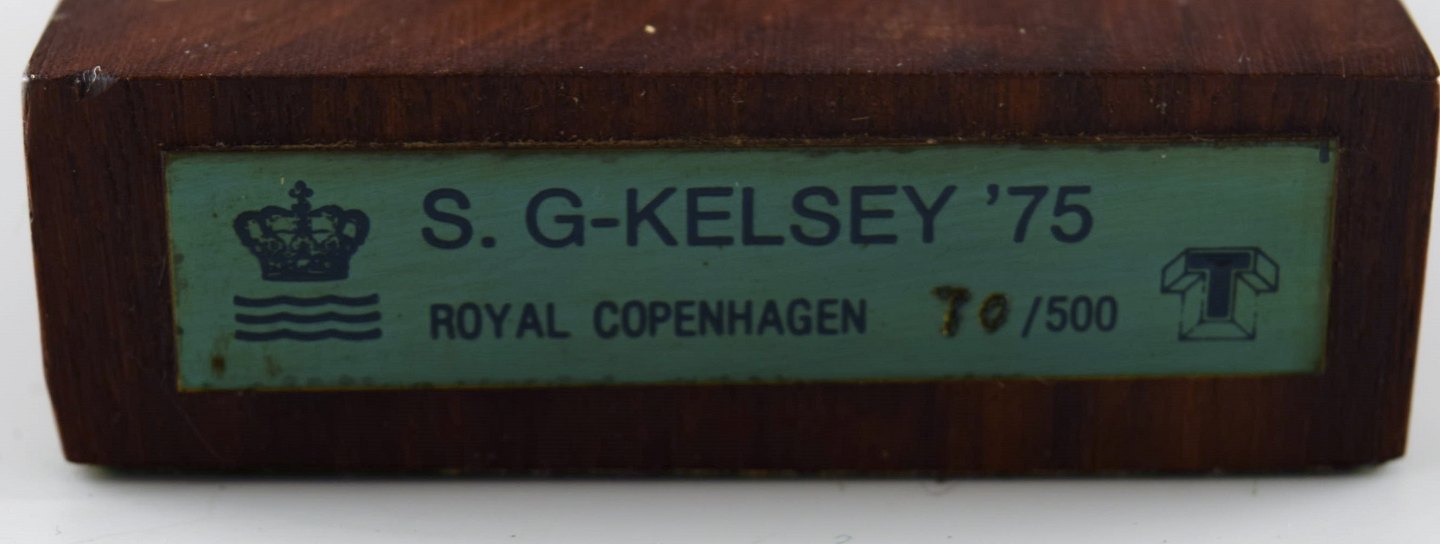 S. G-KELSEY '75
ROYAL COPENHAGEN 70/500
T